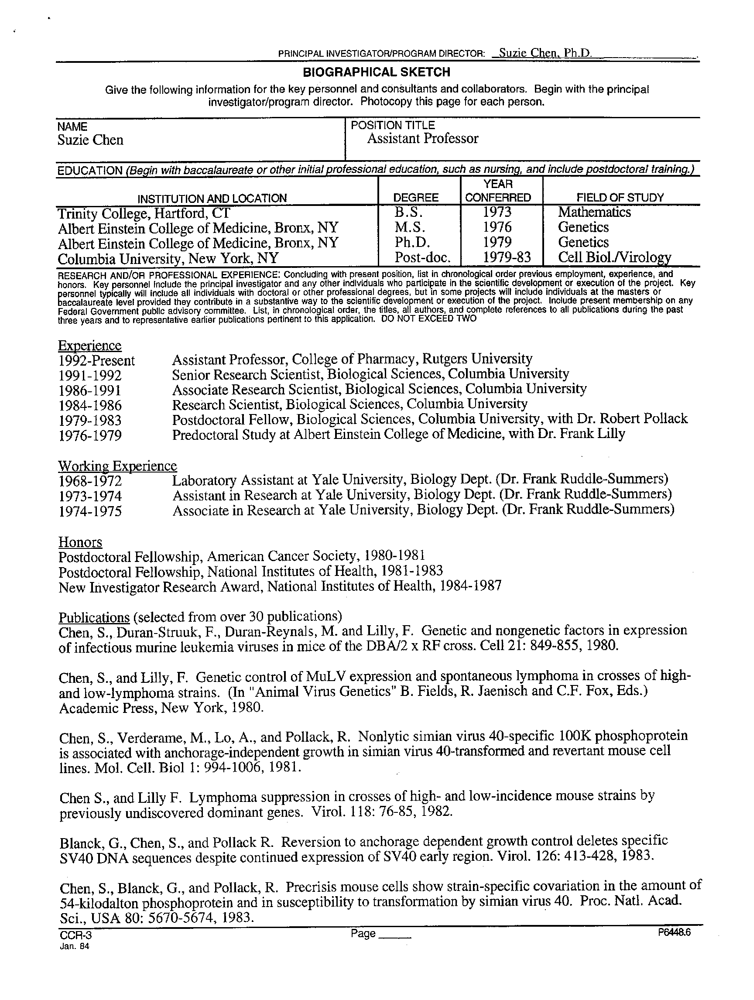 PRINCIPAL INVESTIGATOR/PROGRAM DIRECTOR: Suzie Chen, Ph.D.
BIOGRAPHICAL SKETCH
Give the following information for the key personnel and consultants and collaborators. Begin with the principal
investigator/program director. Photocopy this page for each person.
NAME POSITION TITLE
Suzie Chen Assistant Professor
EDUCATION (Begin with baccalaureate or other initial professional education, such as nursing, and include postdoctoral training.)
INSTITUTION AND LOCATION DEGREE YEAR CONFERRED FIELD OF STUDY
Trinity College, Hartford, CT B.S. 1973 Mathematics
Albert Einstein College of Medicine, Bronx, NY M.S. 1976 Genetics
Albert Einstein College of Medicine, Bronx, NY Ph.D. 1979 Genetics
Columbia University, New York, NY Post-doc. 1979-83 Cell Biol./Virology
RESEARCH AND/OR PROFESSIONAL EXPERIENCE: Concluding with present position, list in chronological order previous employment, experience, and
honors. Key personnel include the principal investigator and any other individuals who participate in the scientific development or execution of the project. Key
personnel typically will include all individuals with doctoral or other professional degrees, but in some projects will include individuals at the masters or
baccalaureate level provided they contribute in a substantive way to the scientific development or execution of the project. Include present membership on any
Federal Government public advisory committee. List, in chronological order, the titles, all authors, and complete references to all publications during the past
three years and to representative earlier publications pertinent to this application. DO NOT EXCEED TWO
Experience
1992-Present Assistant Professor, College of Pharmacy, Rutgers University
1991-1992 Senior Research Scientist, Biological Sciences, Columbia University
1986-1991 Associate Research Scientist, Biological Sciences, Columbia University
1984-1986 Research Scientist, Biological Sciences, Columbia University
1979-1983 Postdoctoral Fellow, Biological Sciences, Columbia University, with Dr. Robert Pollack
1976-1979 Predoctoral Study at Albert Einstein College of Medicine, with Dr. Frank Lilly
Working Experience
1968-1972 Laboratory Assistant at Yale University, Biology Dept. (Dr. Frank Ruddle-Summers)
1973-1974 Assistant in Research at Yale University, Biology Dept. (Dr. Frank Ruddle-Summers)
1974-1975 Associate in Research at Yale University, Biology Dept. (Dr. Frank Ruddle-Summers)
Honors
Postdoctoral Fellowship, American Cancer Society, 1980-1981
Postdoctoral Fellowship, National Institutes of Health, 1981-1983
New Investigator Research Award, National Institutes of Health, 1984-1987
Publications (selected from over 30 publications)
Chen, S., Duran-Struuk, F., Duran-Reynals, M. and Lilly, F. Genetic and nongenetic factors in expression
of infectious murine leukemia viruses in mice of the DBA/2 x RF cross. Cell 21: 849-855, 1980.
Chen, S., and Lilly, F. Genetic control of MuLV expression and spontaneous lymphoma in crosses of high-
and low-lymphoma strains. (In "Animal Virus Genetics" B. Fields, R. Jaenisch and C.F. Fox, Eds.)
Academic Press, New York, 1980.
Chen, S., Verderame, M., Lo, A., and Pollack, R. Nonlytic simian virus 40-specific 100K phosphoprotein
is associated with anchorage-independent growth in simian virus 40-transformed and revertant mouse cell
lines. Mol. Cell. Biol 1: 994-1006, 1981.
Chen S., and Lilly F. Lymphoma suppression in crosses of high- and low-incidence mouse strains by
previously undiscovered dominant genes. Virol. 118: 76-85, 1982.
Blanck, G., Chen, S., and Pollack R. Reversion to anchorage dependent growth control deletes specific
SV40 DNA sequences despite continued expression of SV40 early region. Virol. 126: 413-428, 1983.
Chen, S., Blanck, G., and Pollack, R. Precrisis mouse cells show strain-specific covariation in the amount of
54-kilodalton phosphoprotein and in susceptibility to transformation by simian virus 40. Proc. Natl. Acad.
Sci., USA 80: 5670-5674, 1983.
CCR-3 Page _____ P6448.6
Jan. 84